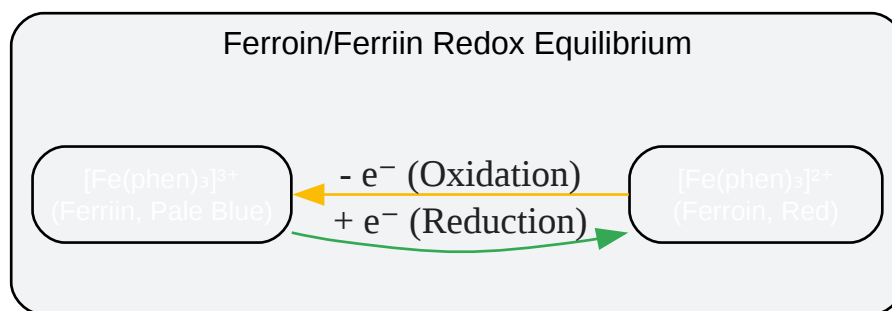 Ferroin/Ferriin Redox Equilibrium
[Fe(phen)₃]³⁺
(Ferriin, Pale Blue)
- e⁻ (Oxidation)
+ e⁻ (Reduction)
[Fe(phen)₃]²⁺
(Ferroin, Red)